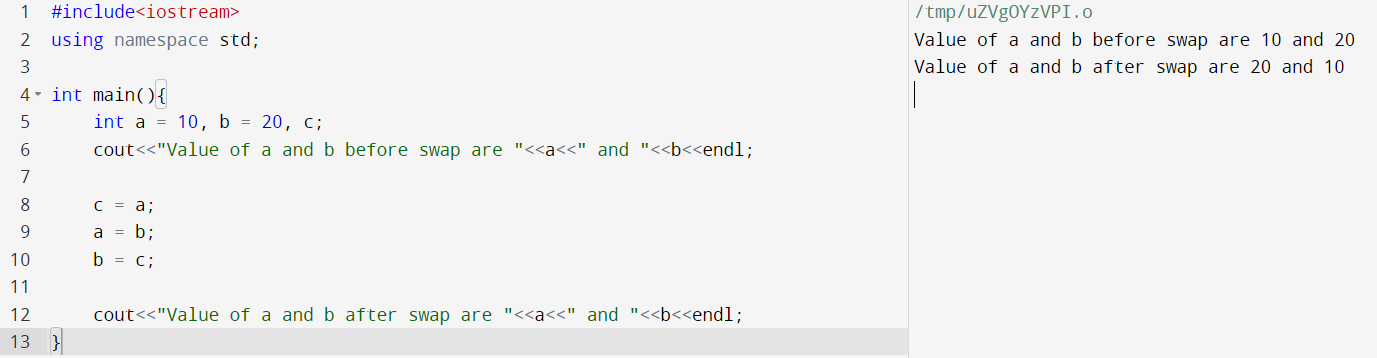 1 #include<iostream>
2 using namespace std;
3
4 int main(){
5 int a = 10, b = 20, c;
6 cout<<"Value of a and b before swap are "<<a<<" and "<<b<<endl;
7
8 c = a;
9 a = b;
10 b = c;
11
12 cout<<"Value of a and b after swap are "<<a<<" and "<<b<<endl;
13 }
/tmp/uZVgOYzVPI.o
Value of a and b before swap are 10 and 20
Value of a and b after swap are 20 and 10